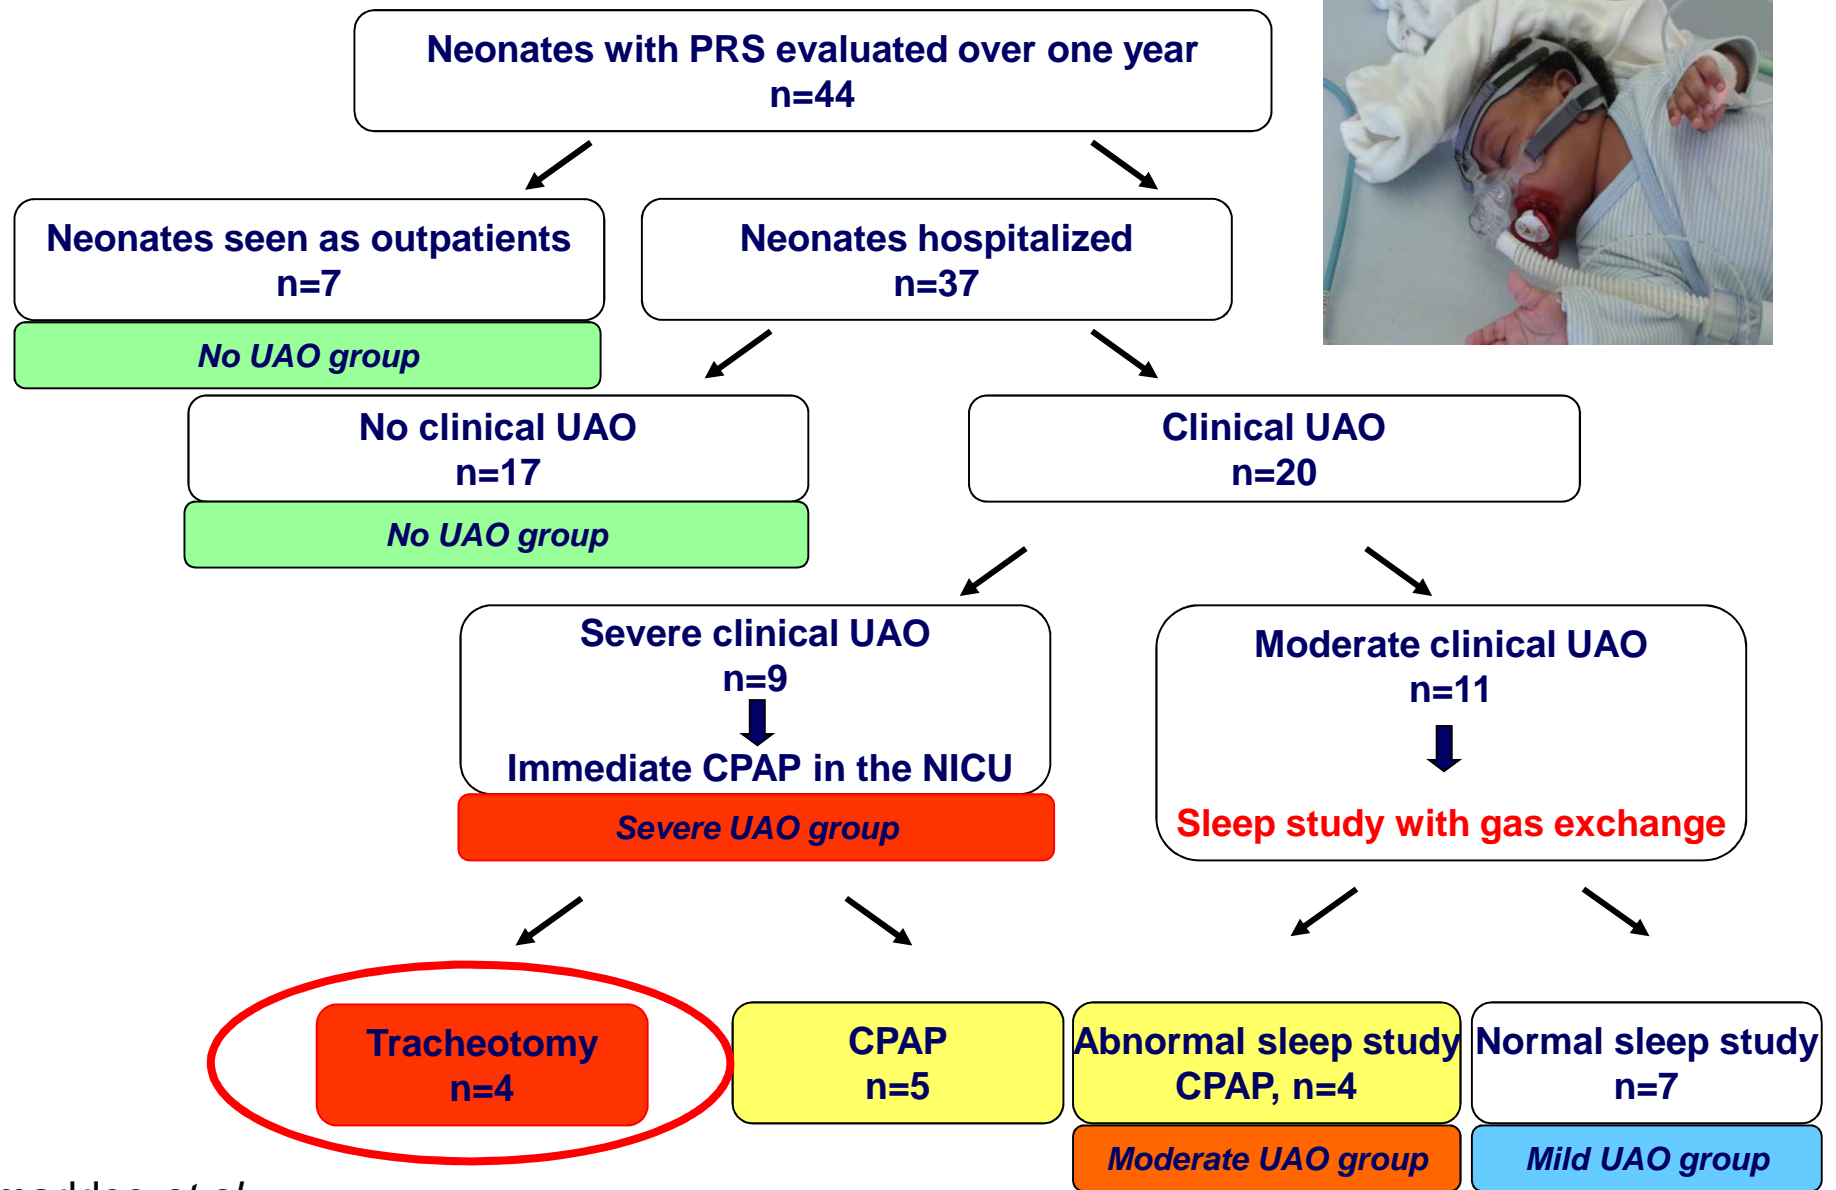 Neonates with PRS evaluated over one year
n=44
Neonates seen as outpatients
n=7
No UAO group
Neonates hospitalized
n=37
No clinical UAO
n=17
No UAO group
Clinical UAO
n=20
Severe clinical UAO
n=9
Immediate CPAP in the NICU
Severe UAO group
Moderate clinical UAO
n=11
Sleep study with gas exchange
Tracheotomy
n=4
CPAP
n=5
Abnormal sleep study
CPAP, n=4
Moderate UAO group
Normal sleep study
n=7
Mild UAO group
et al